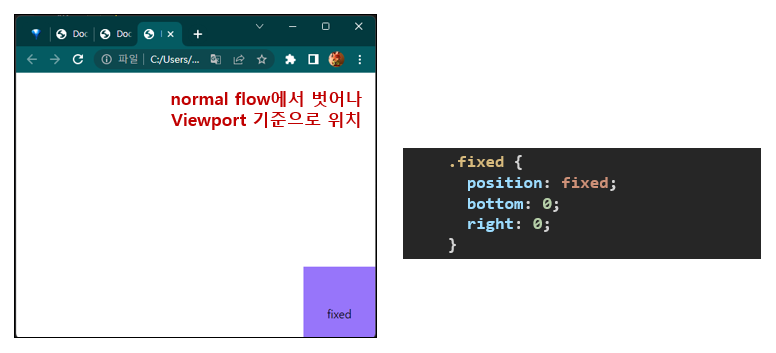 Doc
Doc
파일 C:/Users/...
normal flow에서 벗어나
Viewport 기준으로 위치
fixed
.fixed {
position: fixed;
bottom: 0;
right: 0;
}